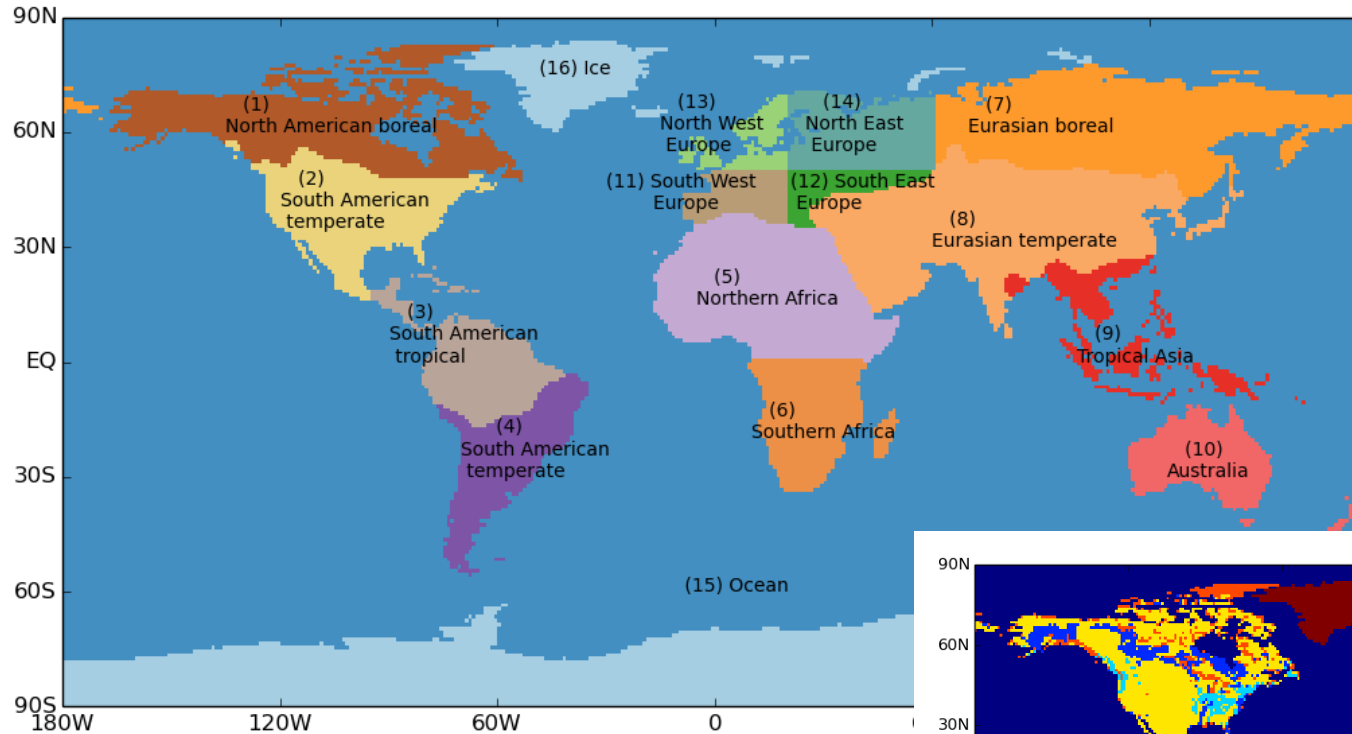 90N
(16) Ice
(1)
North American boreal
(13)
North West
Europe
(14)
North East
Europe
(7)
Eurasian boreal
60N
(2)
South American
temperate
(11) South West
Europe
(12) South East
Europe
(8)
Eurasian temperate
30N
(5)
Northern Africa
(3)
South American
tropical
(9)
Tropical Asia
EQ
(6)
Southern Africa
(4)
South American
temperate
(10)
Australia
30S
(15) Ocean
60S
90S
180W
120W
60W
0
90N
60N
30N